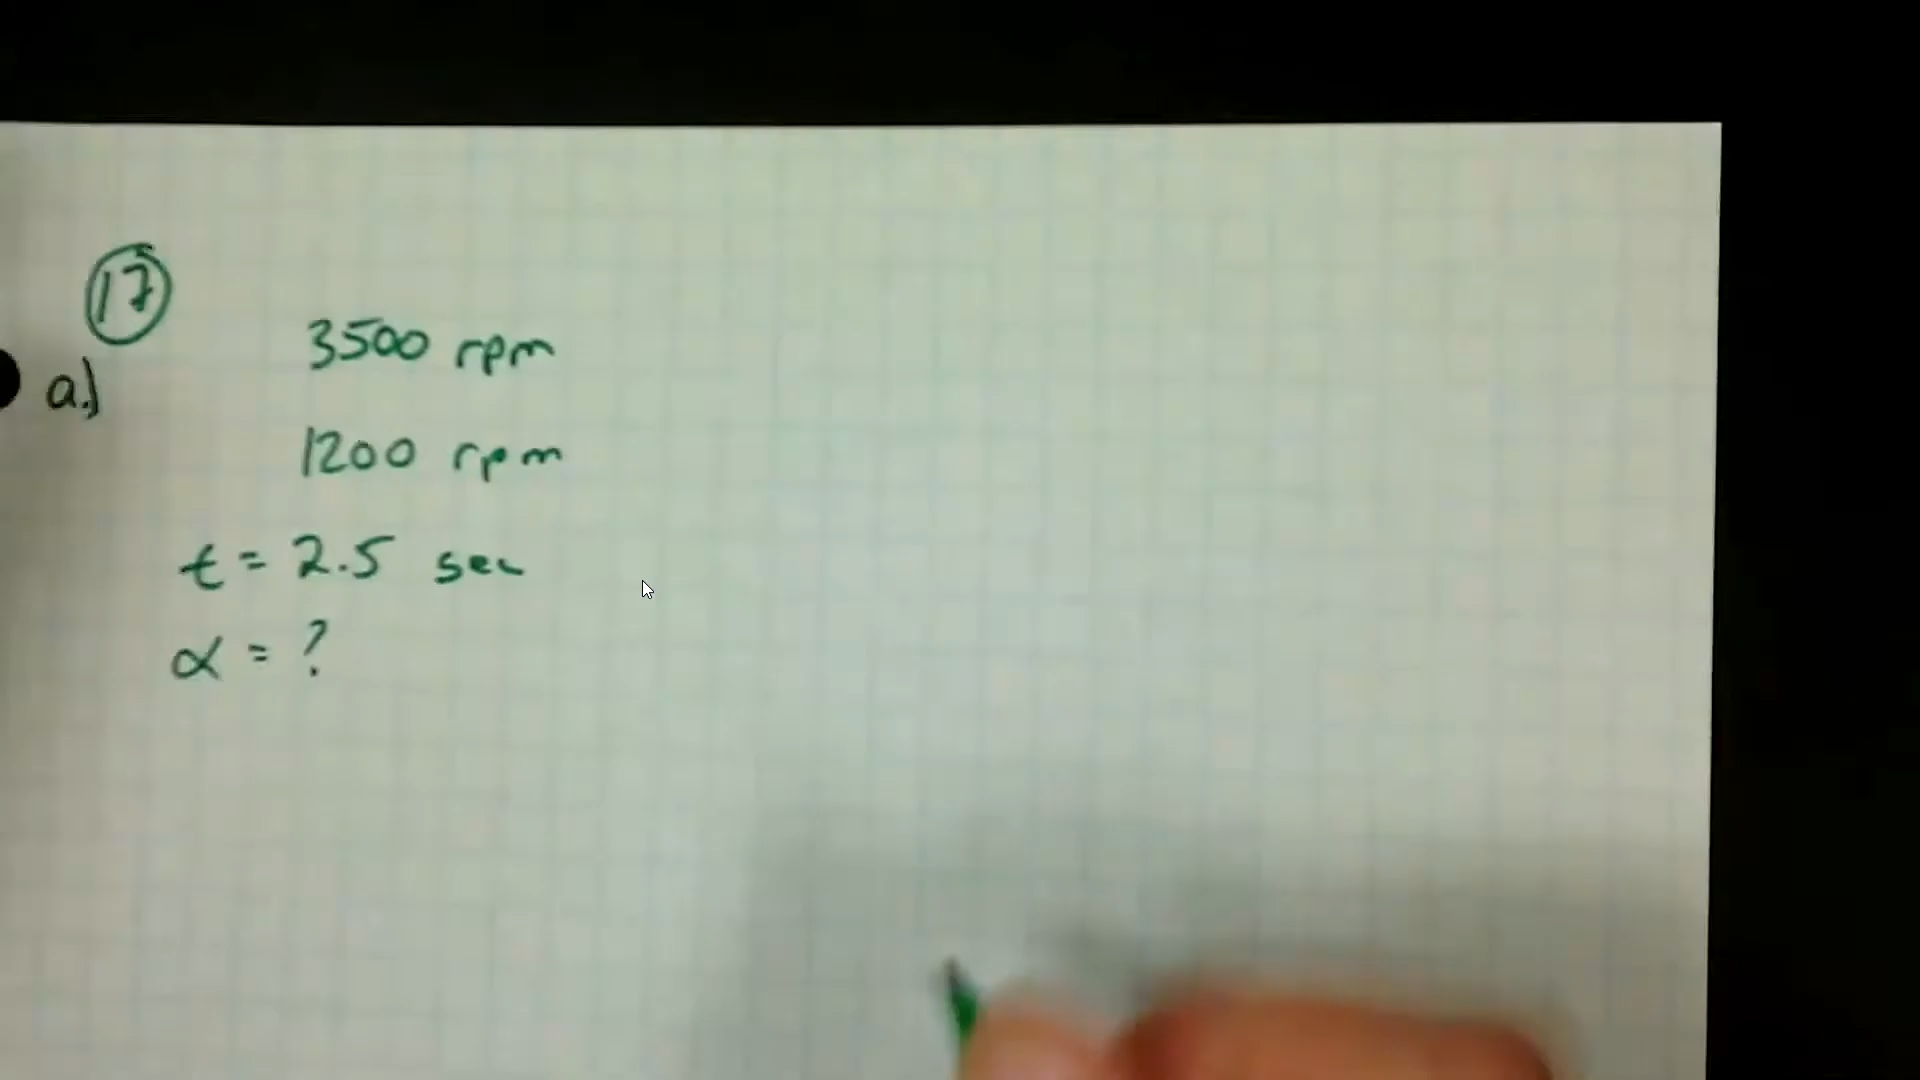 17
a.)
3500 rpm
1200 rpm
t = 2.5 sec
α = ?